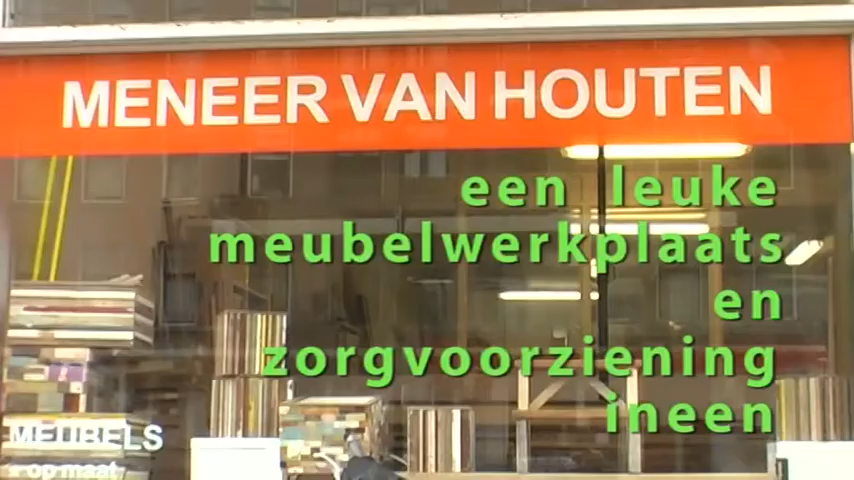 MENEER VAN HOUTEN
een leuke
meubelwerkplaats
en
zorgvoorziening
ineen
MEUBELS
op maat